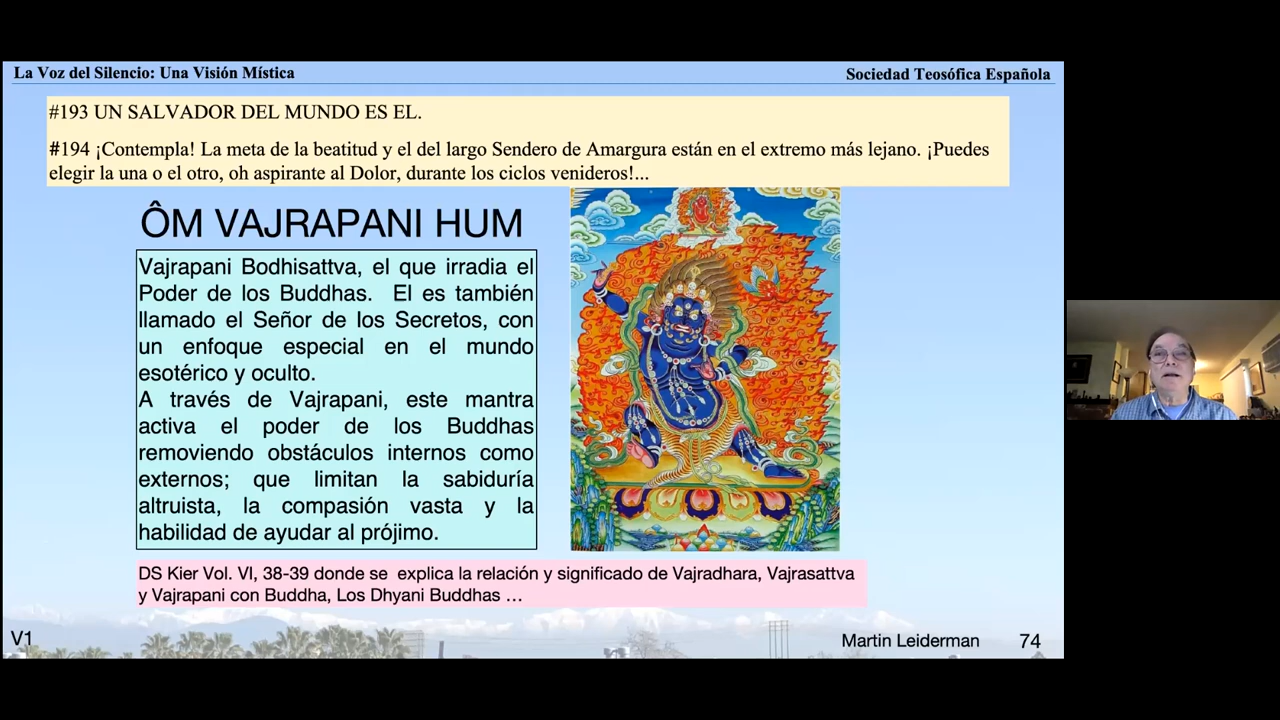 La Voz del Silencio: Una Visión Mística
Sociedad Teosófica Española
#193 UN SALVADOR DEL MUNDO ES EL.
#194 ¡Contempla! La meta de la beatitud y el del largo Sendero de Amargura están en el extremo más lejano. ¡Puedes
elegir la una o el otro, oh aspirante al Dolor, durante los ciclos venideros!...
ÔM VAJRAPANI HUM
Vajrapani Bodhisattva, el que irradia el
Poder de los Buddhas. El es también
llamado el Señor de los Secretos, con
un enfoque especial en el mundo
esotérico y oculto.
A través de Vajrapani, este mantra
activa el poder de los Buddhas
removiendo obstáculos internos como
externos; que limitan la sabiduría
altruista, la compasión vasta y la
habilidad de ayudar al prójimo.
DS Kier Vol. VI, 38-39 donde se explica la relación y significado de Vajradhara, Vajrasattva
y Vajrapani con Buddha, Los Dhyani Buddhas …
V1
Martin Leiderman
74